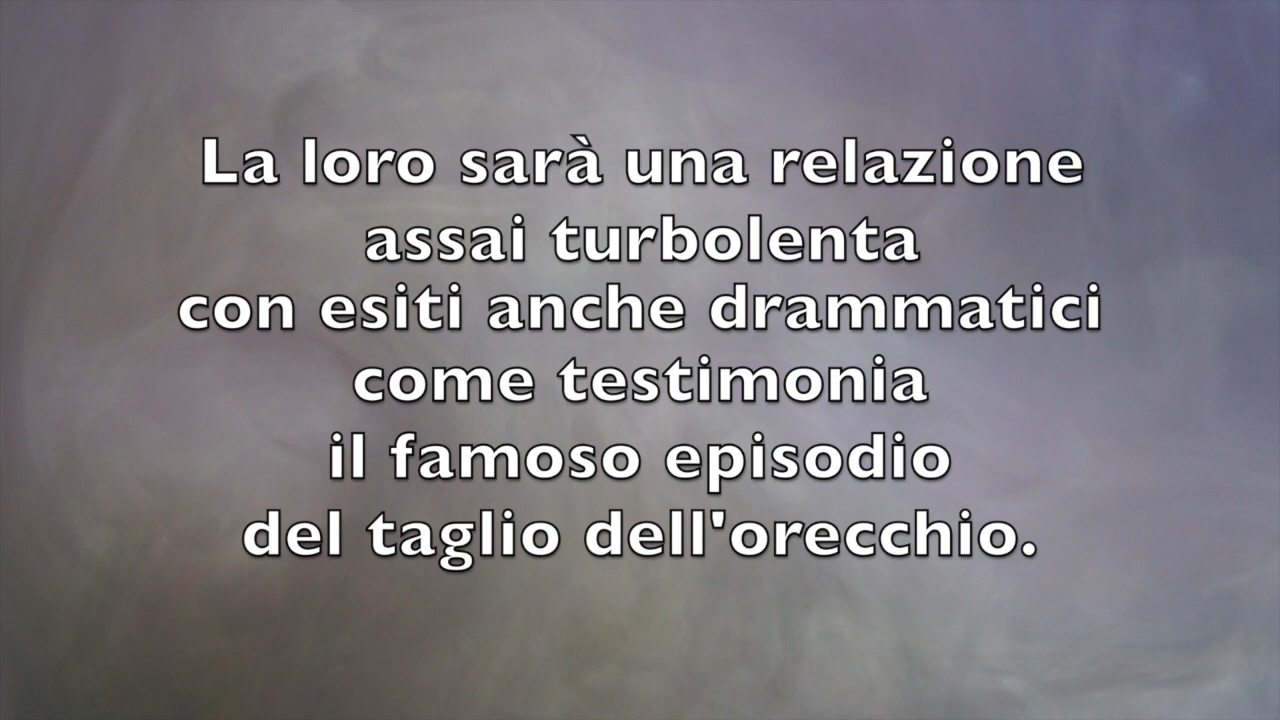 La loro sarà una relazione
assai turbolenta
con esiti anche drammatici
come testimonia
il famoso episodio
del taglio dell'orecchio.